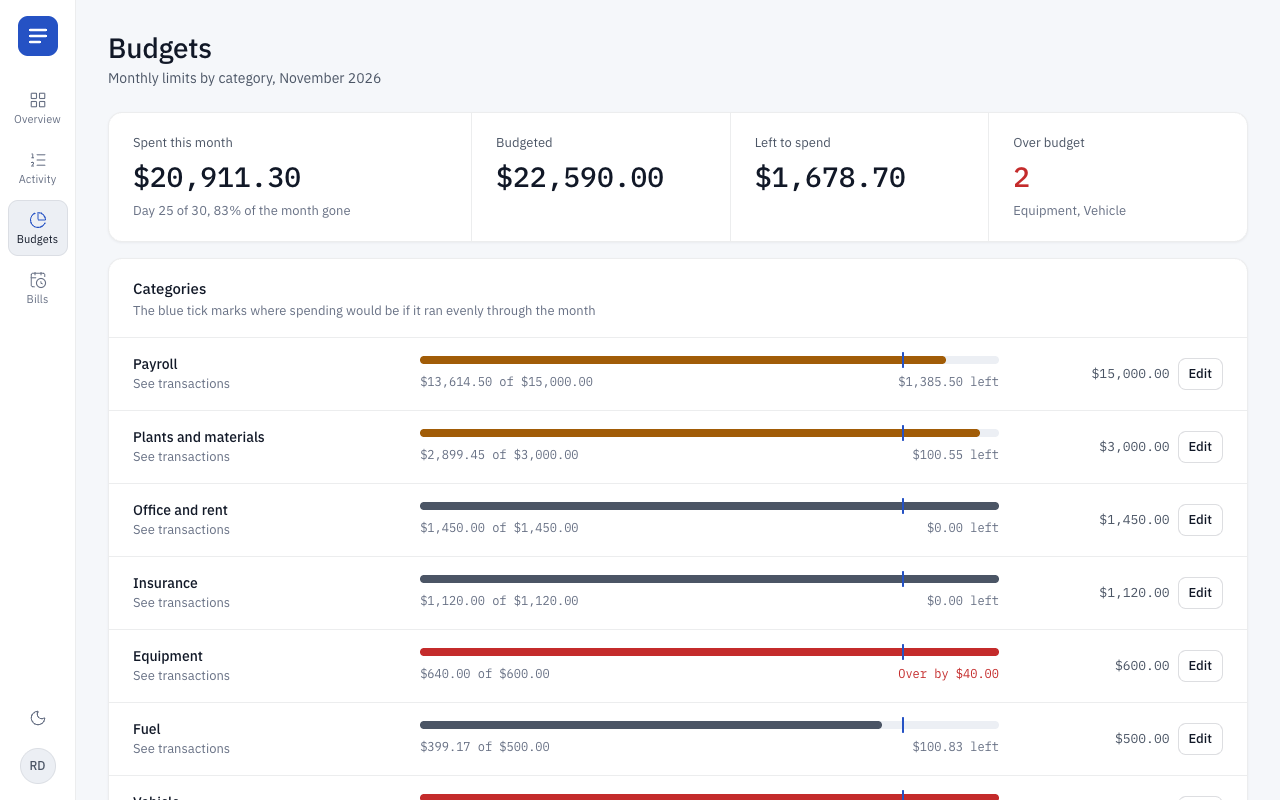 Budgets
Monthly limits by category, November 2026
Overview
Activity
Budgets
Bills
RD
Spent this month
$20,911.30
Day 25 of 30, 83% of the month gone
Budgeted
$22,590.00
Left to spend
$1,678.70
Over budget
2
Equipment, Vehicle
Categories
The blue tick marks where spending would be if it ran evenly through the month
Payroll
See transactions
$13,614.50 of $15,000.00
$1,385.50 left
$15,000.00
Edit
Plants and materials
See transactions
$2,899.45 of $3,000.00
$100.55 left
$3,000.00
Edit
Office and rent
See transactions
$1,450.00 of $1,450.00
$0.00 left
$1,450.00
Edit
Insurance
See transactions
$1,120.00 of $1,120.00
$0.00 left
$1,120.00
Edit
Equipment
See transactions
$640.00 of $600.00
Over by $40.00
$600.00
Edit
Fuel
See transactions
$399.17 of $500.00
$100.83 left
$500.00
Edit
Vehicle